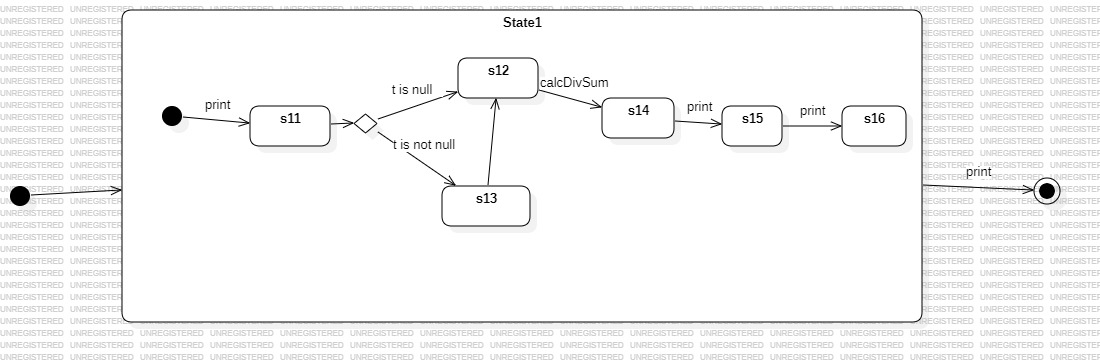 State1
print
s11
t is null
t is not null
s12
s13
calcDivSum
s14
print
s15
print
s16
print
UNREGISTERED